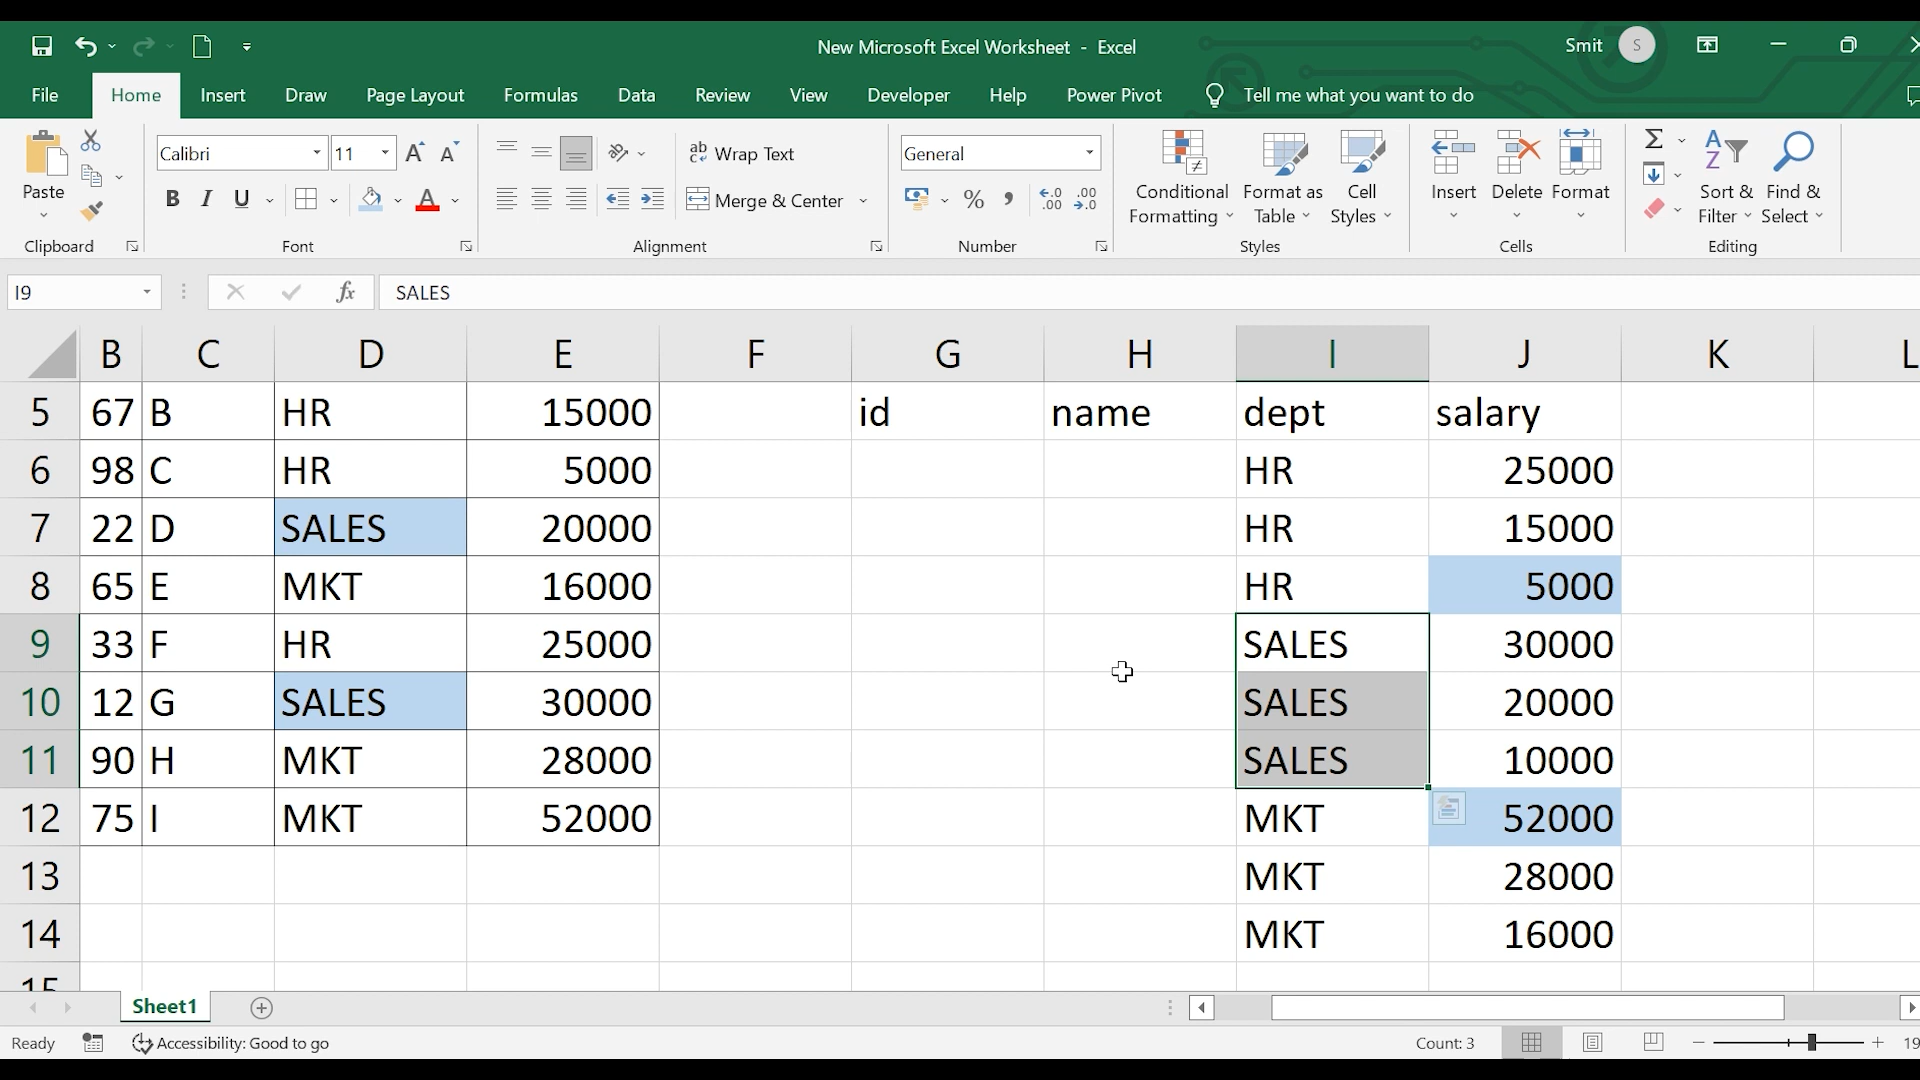 New Microsoft Excel Worksheet - Excel
Smit S
File Home Insert Draw Page Layout Formulas Data Review View Developer Help Power Pivot Tell me what you want to do
Calibri 11 Wrap Text General
Paste Conditional Format as Cell Insert Delete Format Sort & Find &
B I U Merge & Center % Formatting Table Styles Filter Select
Clipboard Font Alignment Number Styles Cells Editing
I9 fx SALES
B C D E F G H I J K L
5 67 B HR 15000 id name dept salary
6 98 C HR 5000 HR 25000
7 22 D SALES 20000 HR 15000
8 65 E MKT 16000 HR 5000
9 33 F HR 25000 SALES 30000
10 12 G SALES 30000 SALES 20000
11 90 H MKT 28000 SALES 10000
12 75 I MKT 52000 MKT 52000
13 MKT 28000
14 MKT 16000
15
Sheet1
Ready Accessibility: Good to go Count: 3 19